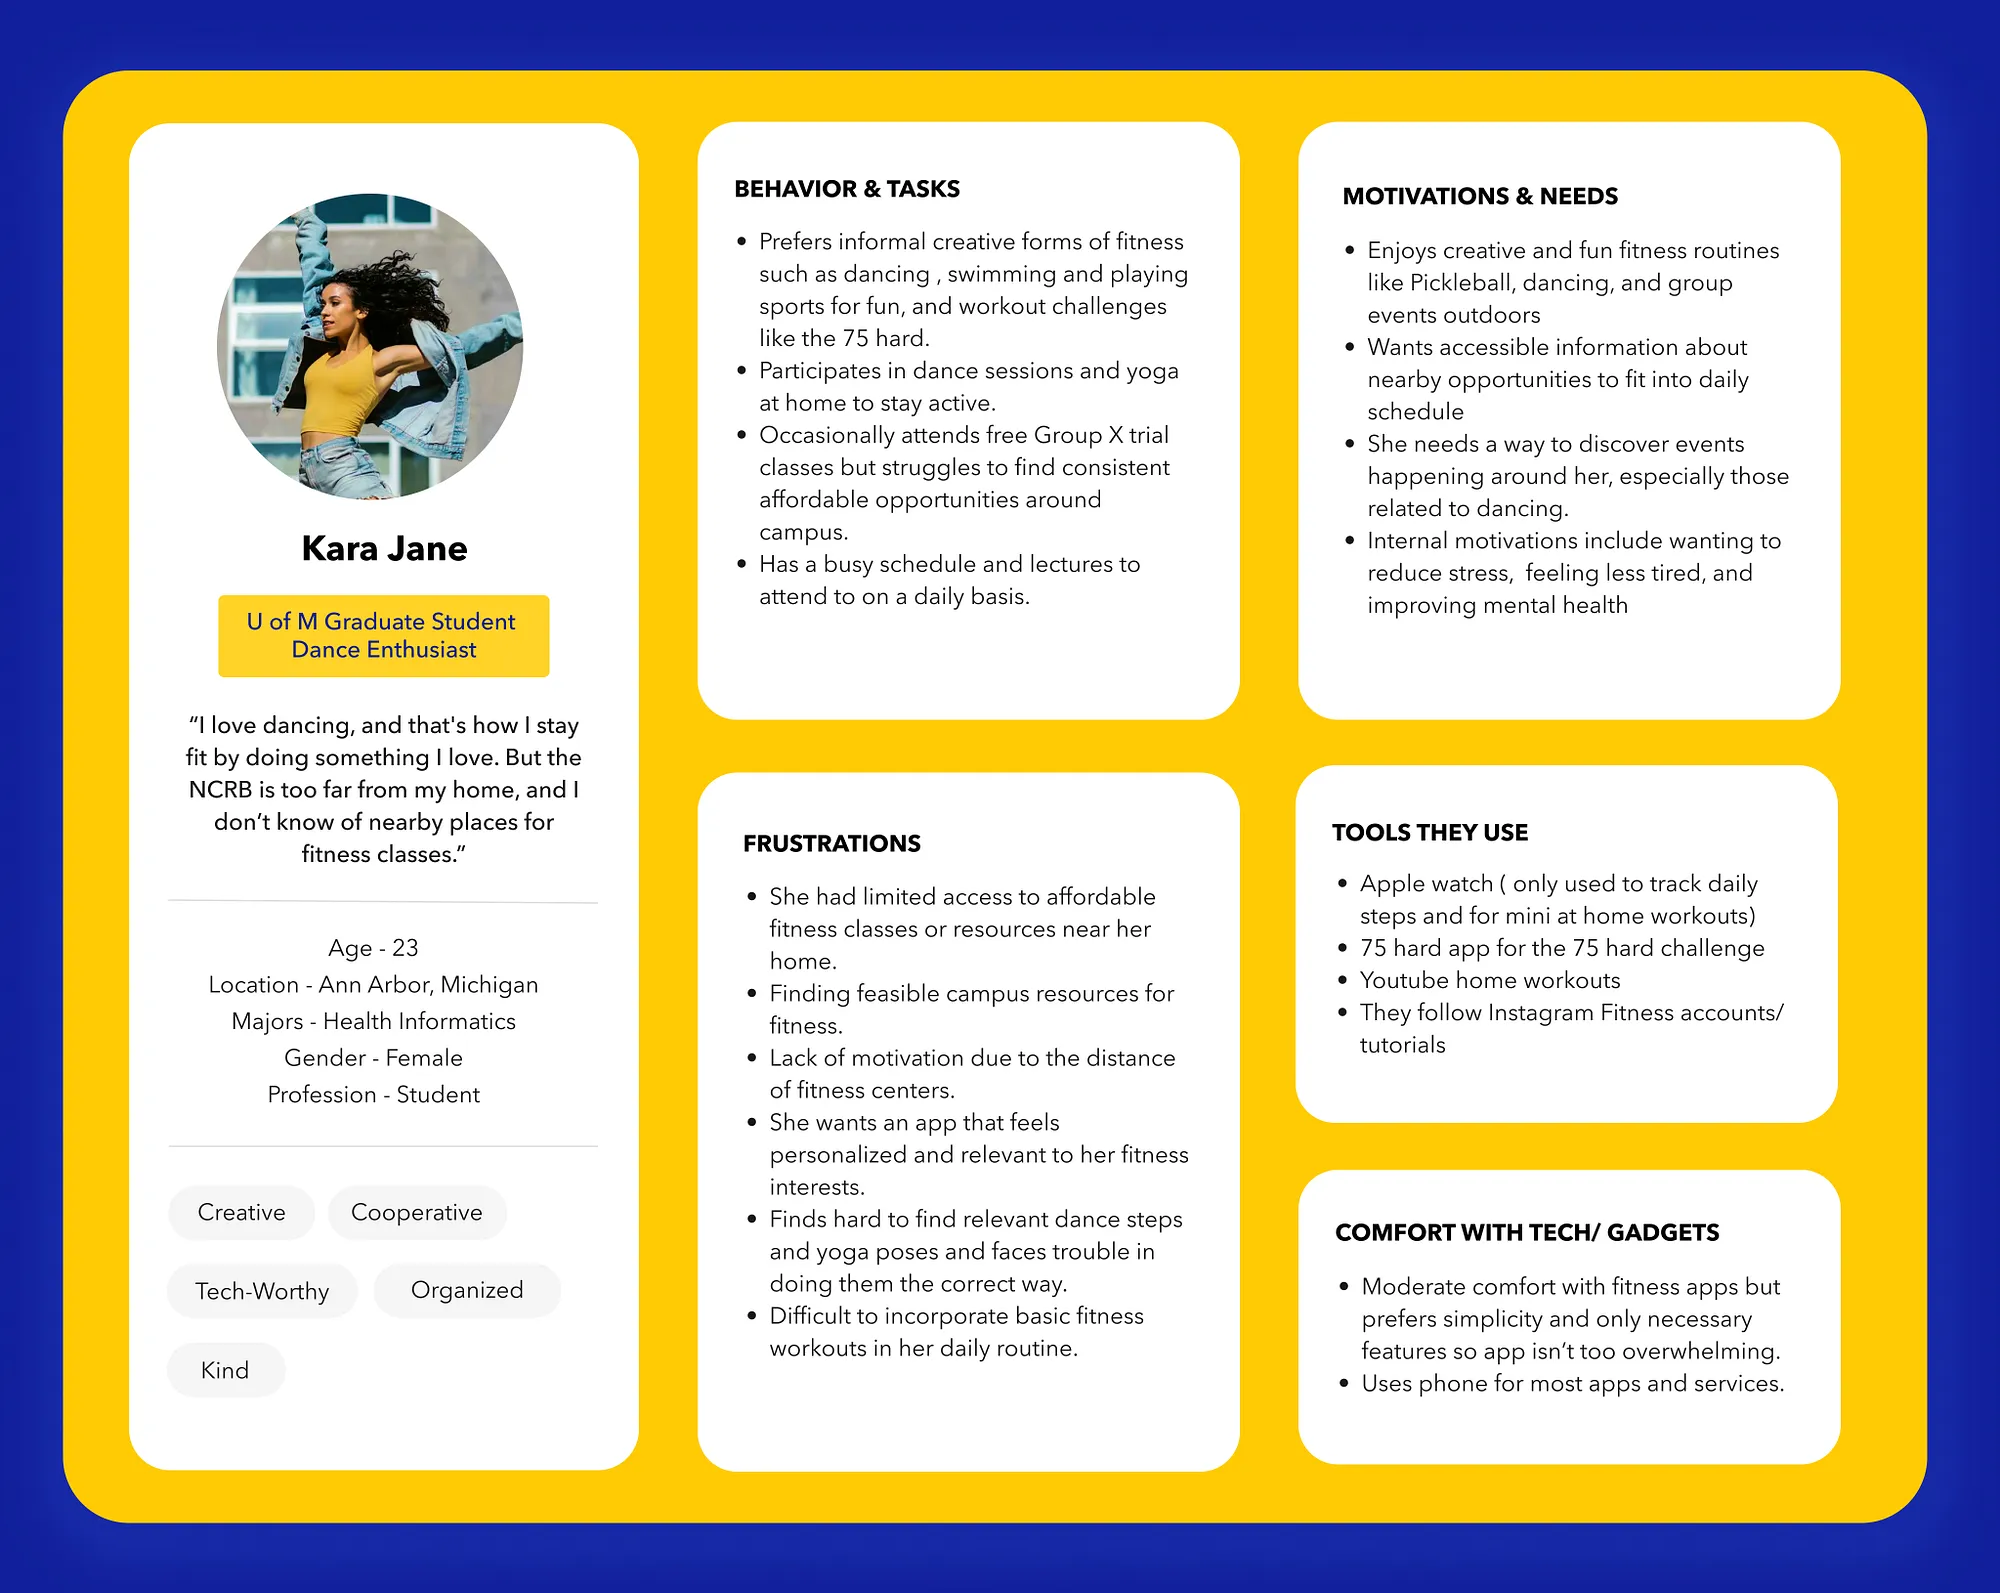 Kara Jane
U of M Graduate Student
Dance Enthusiast
“I love dancing, and that's how I stay
fit by doing something I love. But the
NCRB is too far from my home, and I
don’t know of nearby places for
fitness classes.”
Age - 23
Location - Ann Arbor, Michigan
Majors - Health Informatics
Gender - Female
Profession - Student
Creative
Cooperative
Tech-Worthy
Organized
Kind
BEHAVIOR & TASKS
• Prefers informal creative forms of fitness
such as dancing , swimming and playing
sports for fun, and workout challenges
like the 75 hard.
• Participates in dance sessions and yoga
at home to stay active.
• Occasionally attends free Group X trial
classes but struggles to find consistent
affordable opportunities around
campus.
• Has a busy schedule and lectures to
attend to on a daily basis.
FRUSTRATIONS
• She had limited access to affordable
fitness classes or resources near her
home.
• Finding feasible campus resources for
fitness.
• Lack of motivation due to the distance
of fitness centers.
• She wants an app that feels
personalized and relevant to her fitness
interests.
• Finds hard to find relevant dance steps
and yoga poses and faces trouble in
doing them the correct way.
• Difficult to incorporate basic fitness
workouts in her daily routine.
MOTIVATIONS & NEEDS
• Enjoys creative and fun fitness routines
like Pickleball, dancing, and group
events outdoors
• Wants accessible information about
nearby opportunities to fit into daily
schedule
• She needs a way to discover events
happening around her, especially those
related to dancing.
• Internal motivations include wanting to
reduce stress,  feeling less tired, and
improving mental health
TOOLS THEY USE
• Apple watch ( only used to track daily
steps and for mini at home workouts)
• 75 hard app for the 75 hard challenge
• Youtube home workouts
• They follow Instagram Fitness accounts/
tutorials
COMFORT WITH TECH/ GADGETS
• Moderate comfort with fitness apps but
prefers simplicity and only necessary
features so app isn’t too overwhelming.
• Uses phone for most apps and services.